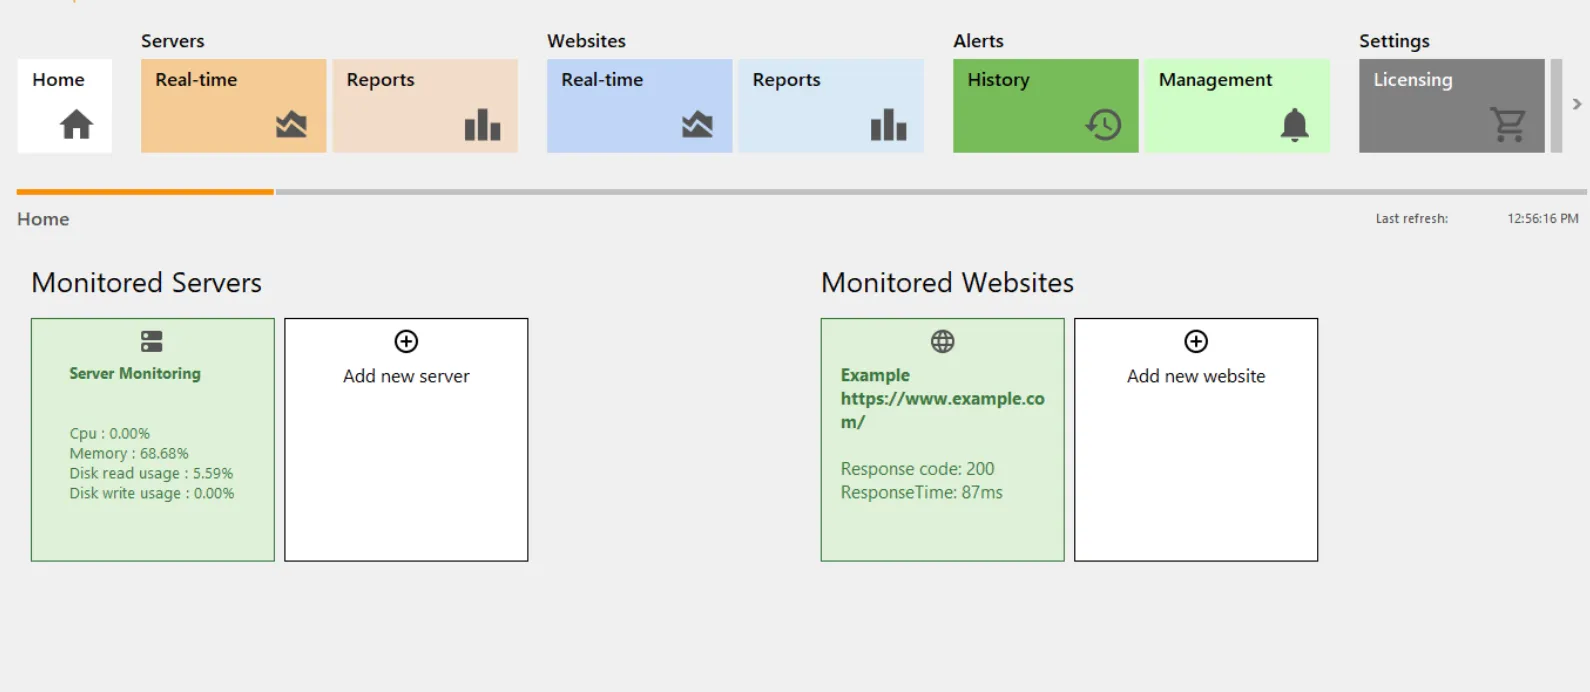 Servers
Websites
Alerts
Settings
Home
Real-time
Reports
Real-time
Reports
History
Management
Licensing
Home
Last refresh:
12:56:16 PM
Monitored Servers
Monitored Websites
Server Monitoring
Cpu : 0.00%
Memory : 68.68%
Disk read usage : 5.59%
Disk write usage : 0.00%
Add new server
Example
https://www.example.co
m/
Response code: 200
ResponseTime: 87ms
Add new website